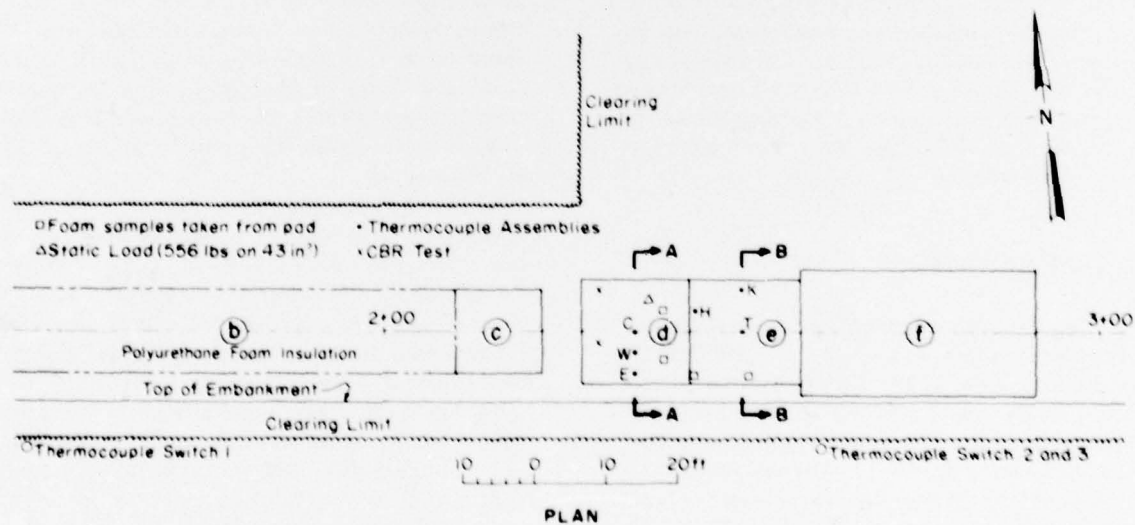 Clearing
Limit
N
□Foam samples taken from pad
•Thermocouple Assemblies
△Static Load (556 lbs on 43 in²)
×CBR Test
A
B
b
2+00
c
C
d
H
K
T
e
f
3+00
Polyurethane Foam Insulation
W
E
Top of Embankment
A
B
Clearing Limit
○Thermocouple Switch 1
○Thermocouple Switch 2 and 3
10 0 10 20 ft
PLAN